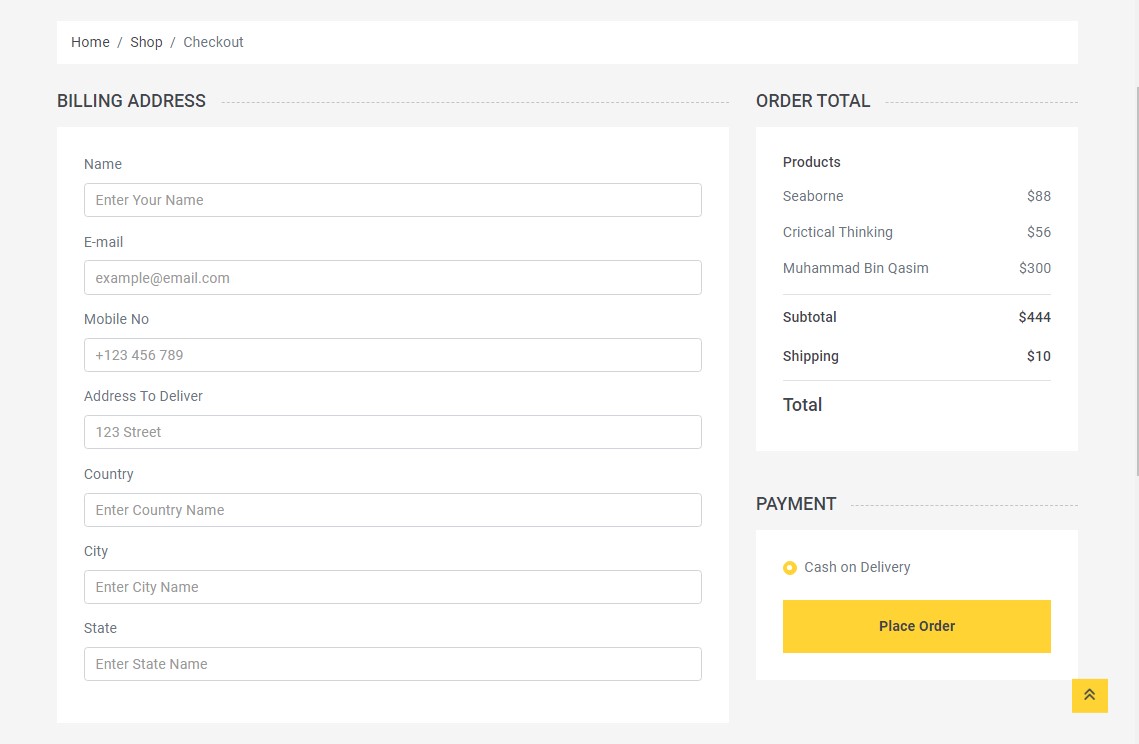 Home / Shop / Checkout
BILLING ADDRESS
Name
Enter Your Name
E-mail
example@email.com
Mobile No
+123 456 789
Address To Deliver
123 Street
Country
Enter Country Name
City
Enter City Name
State
Enter State Name
ORDER TOTAL
Products
Seaborne $88
Crictical Thinking $56
Muhammad Bin Qasim $300
Subtotal $444
Shipping $10
Total
PAYMENT
Cash on Delivery
Place Order